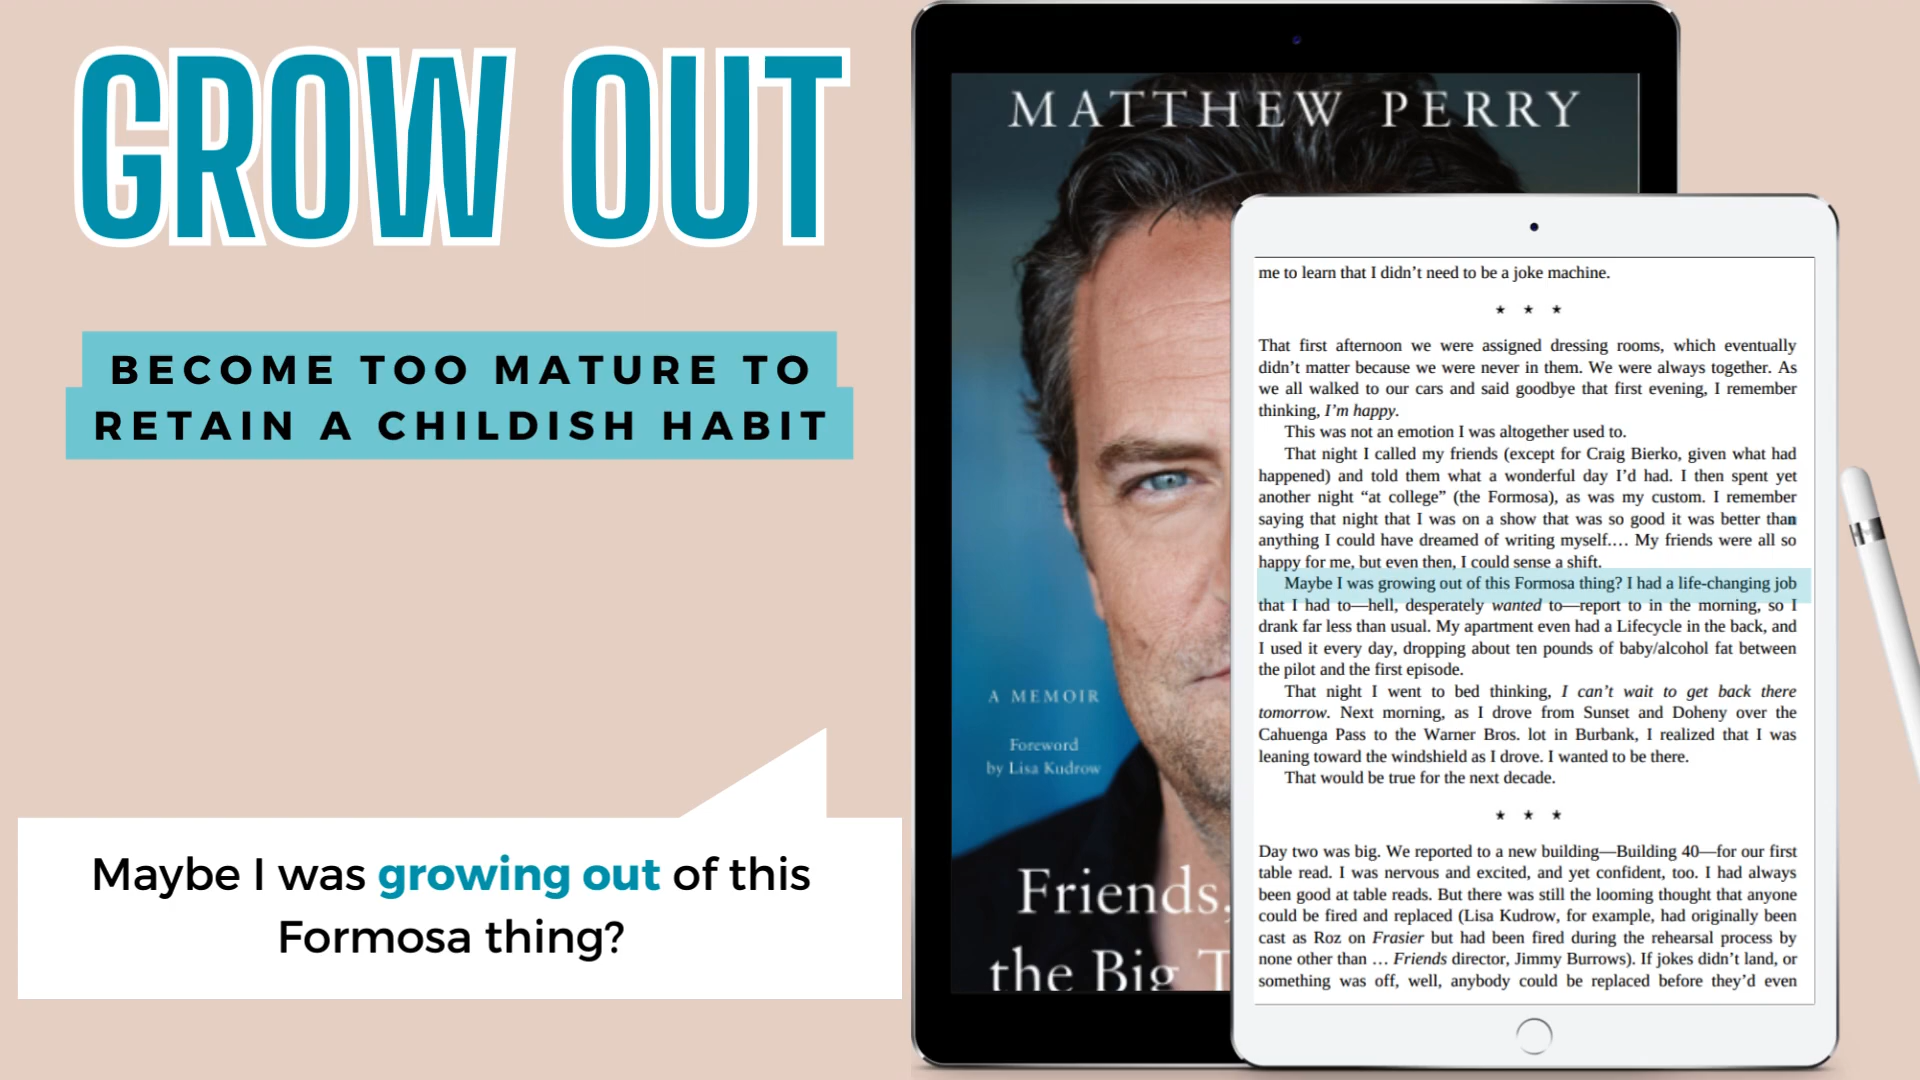 GROW OUT
BECOME TOO MATURE TO
RETAIN A CHILDISH HABIT
Maybe I was growing out of this
Formosa thing?
MATTHEW PERRY
A MEMOIR
Foreword
by Lisa Kudrow
Friends,
the Big T
me to learn that I didn’t need to be a joke machine.
★ ★ ★
That first afternoon we were assigned dressing rooms, which eventually
didn’t matter because we were never in them. We were always together. As
we all walked to our cars and said goodbye that first evening, I remember
thinking, I’m happy.
This was not an emotion I was altogether used to.
That night I called my friends (except for Craig Bierko, given what had
happened) and told them what a wonderful day I’d had. I then spent yet
another night “at college” (the Formosa), as was my custom. I remember
saying that night that I was on a show that was so good it was better than
anything I could have dreamed of writing myself.… My friends were all so
happy for me, but even then, I could sense a shift.
Maybe I was growing out of this Formosa thing? I had a life-changing job
that I had to—hell, desperately wanted to—report to in the morning, so I
drank far less than usual. My apartment even had a Lifecycle in the back, and
I used it every day, dropping about ten pounds of baby/alcohol fat between
the pilot and the first episode.
That night I went to bed thinking, I can’t wait to get back there
tomorrow. Next morning, as I drove from Sunset and Doheny over the
Cahuenga Pass to the Warner Bros. lot in Burbank, I realized that I was
leaning toward the windshield as I drove. I wanted to be there.
That would be true for the next decade.
★ ★ ★
Day two was big. We reported to a new building—Building 40—for our first
table read. I was nervous and excited, and yet confident, too. I had always
been good at table reads. But there was still the looming thought that anyone
could be fired and replaced (Lisa Kudrow, for example, had originally been
cast as Roz on Frasier but had been fired during the rehearsal process by
none other than … Friends director, Jimmy Burrows). If jokes didn’t land, or
something was off, well, anybody could be replaced before they’d even